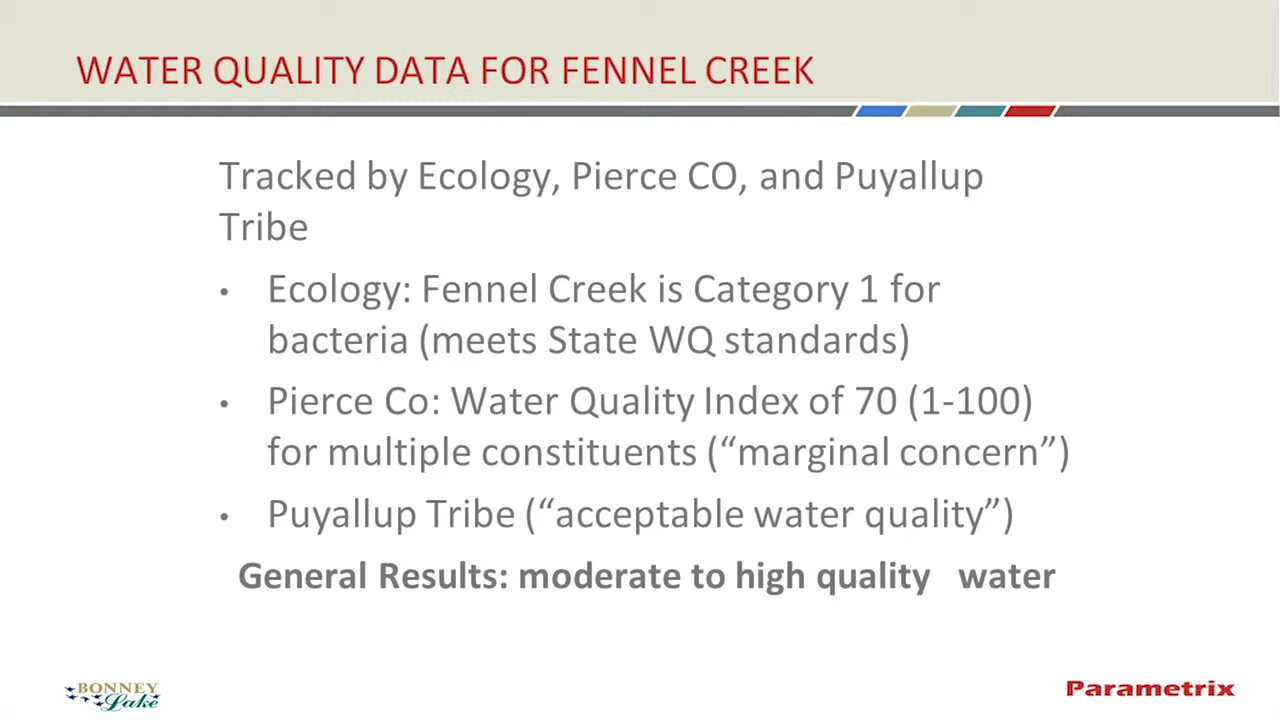 WATER QUALITY DATA FOR FENNEL CREEK
Tracked by Ecology, Pierce CO, and Puyallup
Tribe
• Ecology: Fennel Creek is Category 1 for
bacteria (meets State WQ standards)
• Pierce Co: Water Quality Index of 70 (1-100)
for multiple constituents (“marginal concern”)
• Puyallup Tribe (“acceptable water quality”)
General Results: moderate to high quality   water
BONNEY
Lake
Parametrix